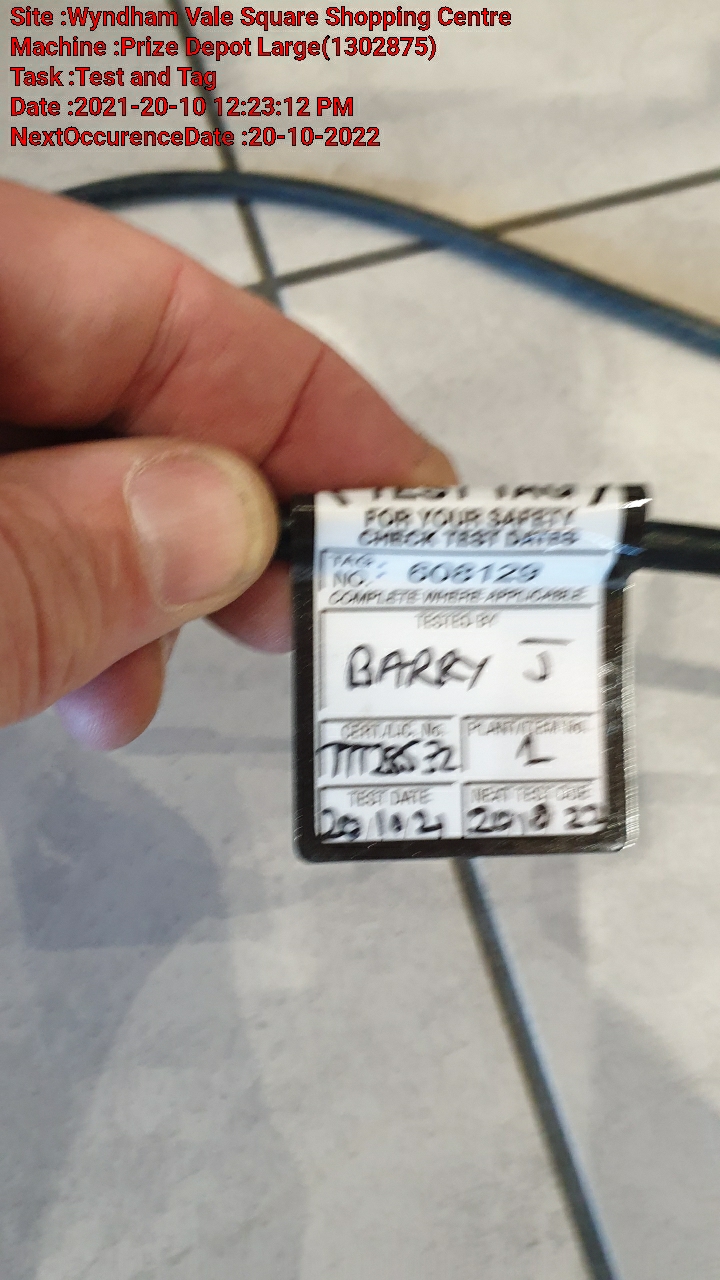 Site :Wyndham Vale Square Shopping Centre
Machine :Prize Depot Large(1302875)
Task :Test and Tag
Date :2021-20-10 12:23:12 PM
NextOccurenceDate :20-10-2022
( TEST TAG )
FOR YOUR SAFETY
CHECK TEST DATES
TAG
NO. 608129
COMPLETE WHERE APPLICABLE
TESTED BY
BARRY J
CERT./LIC. No. PLANT/ITEM No.
1
TEST DATE NEXT TEST DUE
20/10/21